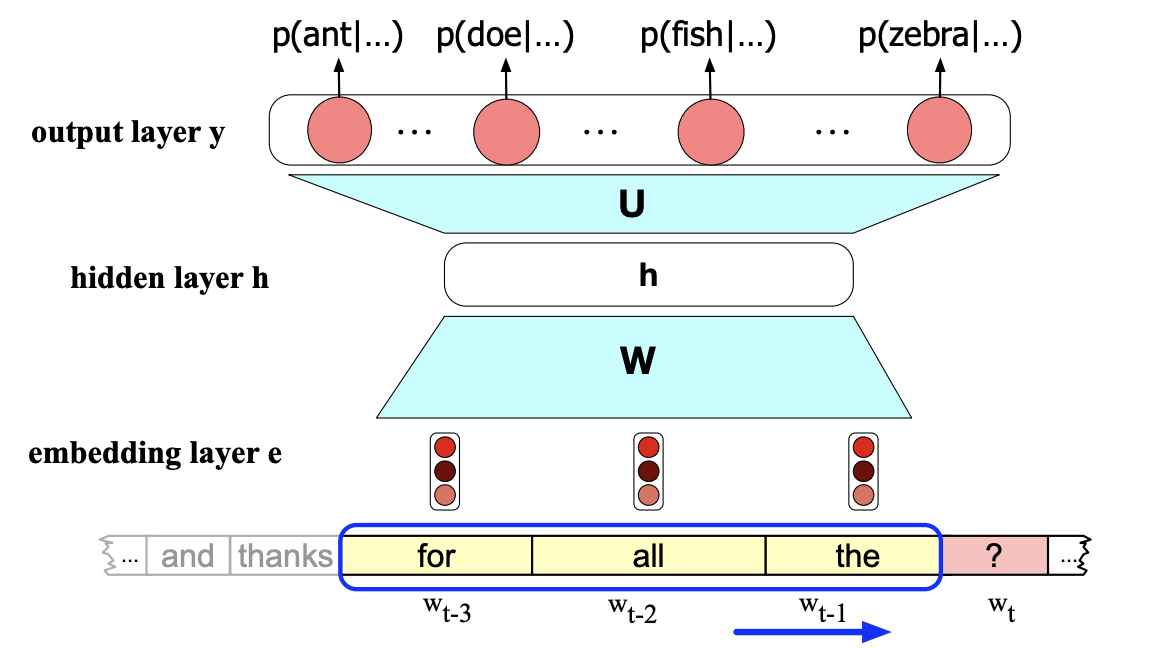 p(ant|...) p(doe|...) p(fish|...) p(zebra|...)
output layer y ... ... ...
U
hidden layer h h
W
embedding layer e
... and thanks for all the ? ...
wt-3 wt-2 wt-1 wt